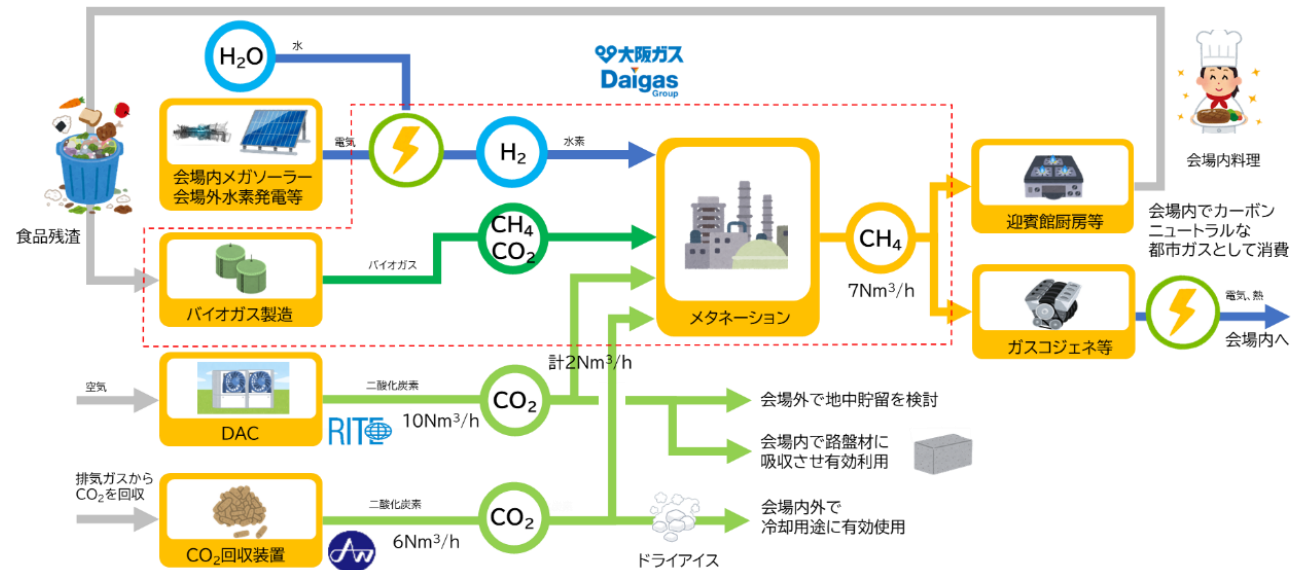 H₂O
水
大阪ガス
Daigas
Group
食品残渣
会場内メガソーラー
会場外水素発電等
電気
H₂
水素
バイオガス製造
バイオガス
CH₄
CO₂
メタネーション
CH₄
7Nm³/h
迎賓館厨房等
会場内料理
会場内でカーボン
ニュートラルな
都市ガスとして消費
ガスコジェネ等
電気、熱
会場内へ
空気
DAC
二酸化炭素
RITE
10Nm³/h
CO₂
計2Nm³/h
会場外で地中貯留を検討
会場内で路盤材に
吸収させ有効利用
排気ガスから
CO₂を回収
CO₂回収装置
二酸化炭素
AW
6Nm³/h
CO₂
ドライアイス
会場内外で
冷却用途に有効使用